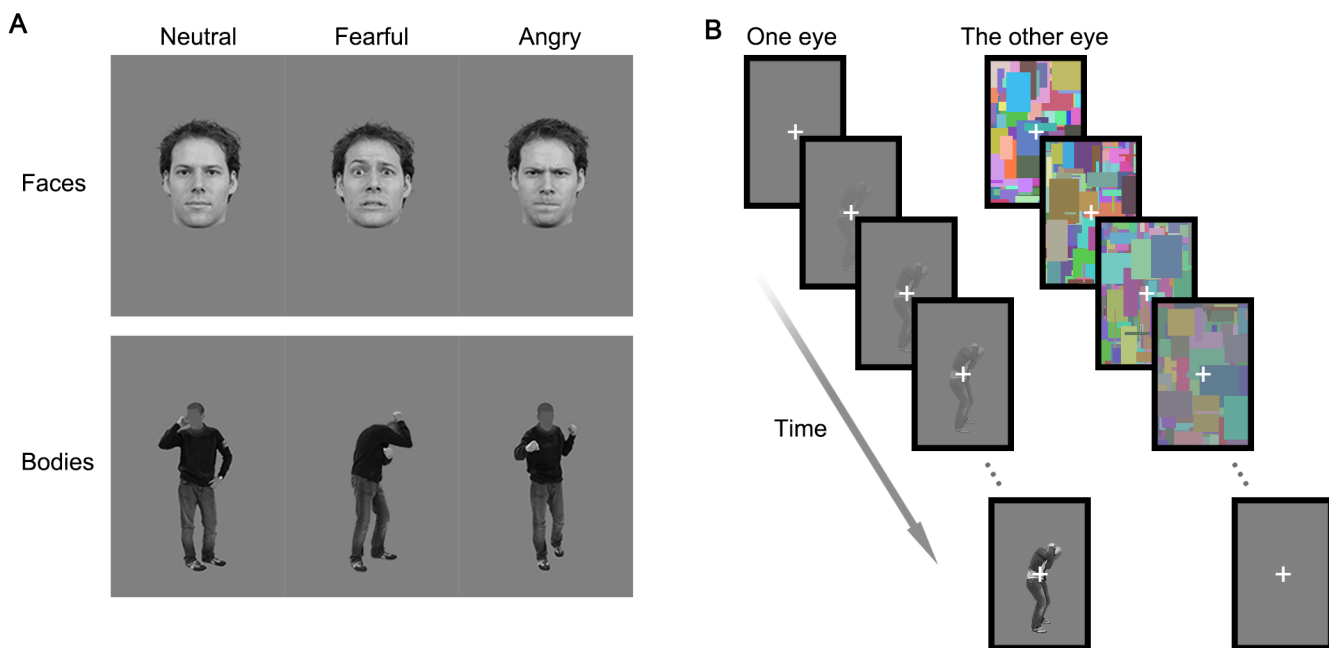 A
Neutral
Fearful
Angry
Faces
Bodies
B
One eye
The other eye
Time